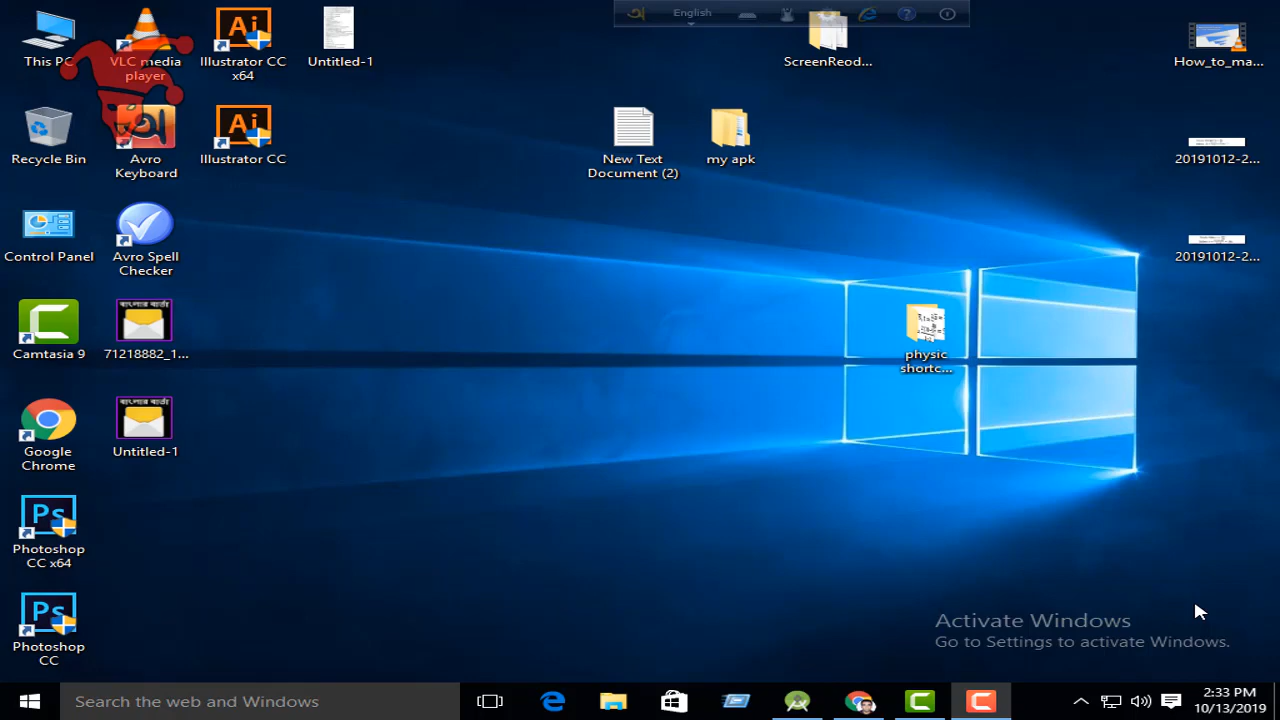 This PC
VLC media
player
Illustrator CC
x64
Untitled-1
English
ScreenReod...
How_to_ma...
Recycle Bin
Avro
Keyboard
Illustrator CC
New Text
Document (2)
my apk
20191012-2...
Control Panel
Avro Spell
Checker
20191012-2...
বাংলার বার্তা
Camtasia 9
71218882_1...
physic
shortc...
বাংলার বার্তা
Google
Chrome
Untitled-1
Ps
Photoshop
CC x64
Ps
Photoshop
CC
Activate Windows
Go to Settings to activate Windows.
Search the web and Windows
2:33 PM
10/13/2019